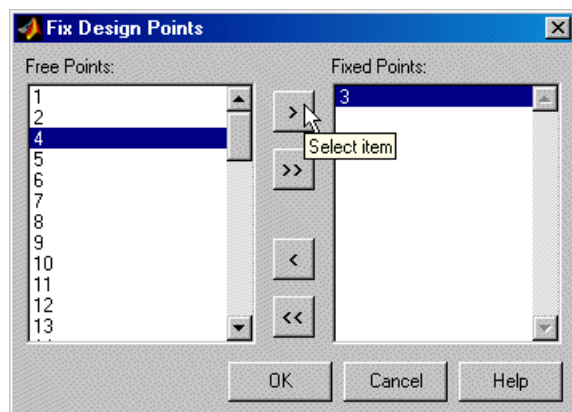 Fix Design Points
Free Points:
Fixed Points:
1
2
4
5
6
7
8
9
10
11
12
13
3
>
Select item
>>
<
<<
OK
Cancel
Help